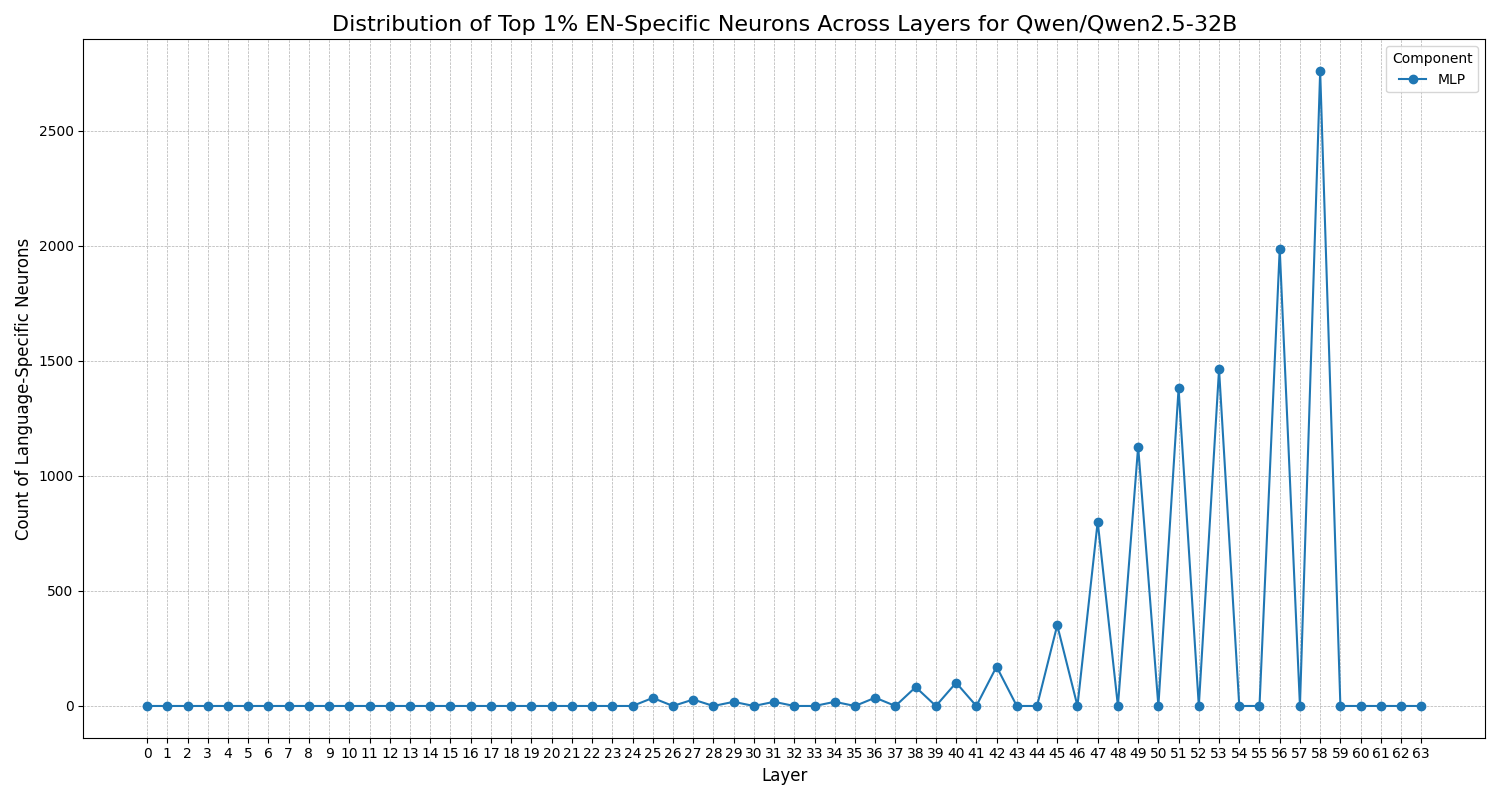 Distribution of Top 1% EN-Specific Neurons Across Layers for Qwen/Qwen2.5-32B
Component
MLP
Count of Language-Specific Neurons
2500
2000
1500
1000
500
0
0 1 2 3 4 5 6 7 8 9 10 11 12 13 14 15 16 17 18 19 20 21 22 23 24 25 26 27 28 29 30 31 32 33 34 35 36 37 38 39 40 41 42 43 44 45 46 47 48 49 50 51 52 53 54 55 56 57 58 59 60 61 62 63
Layer